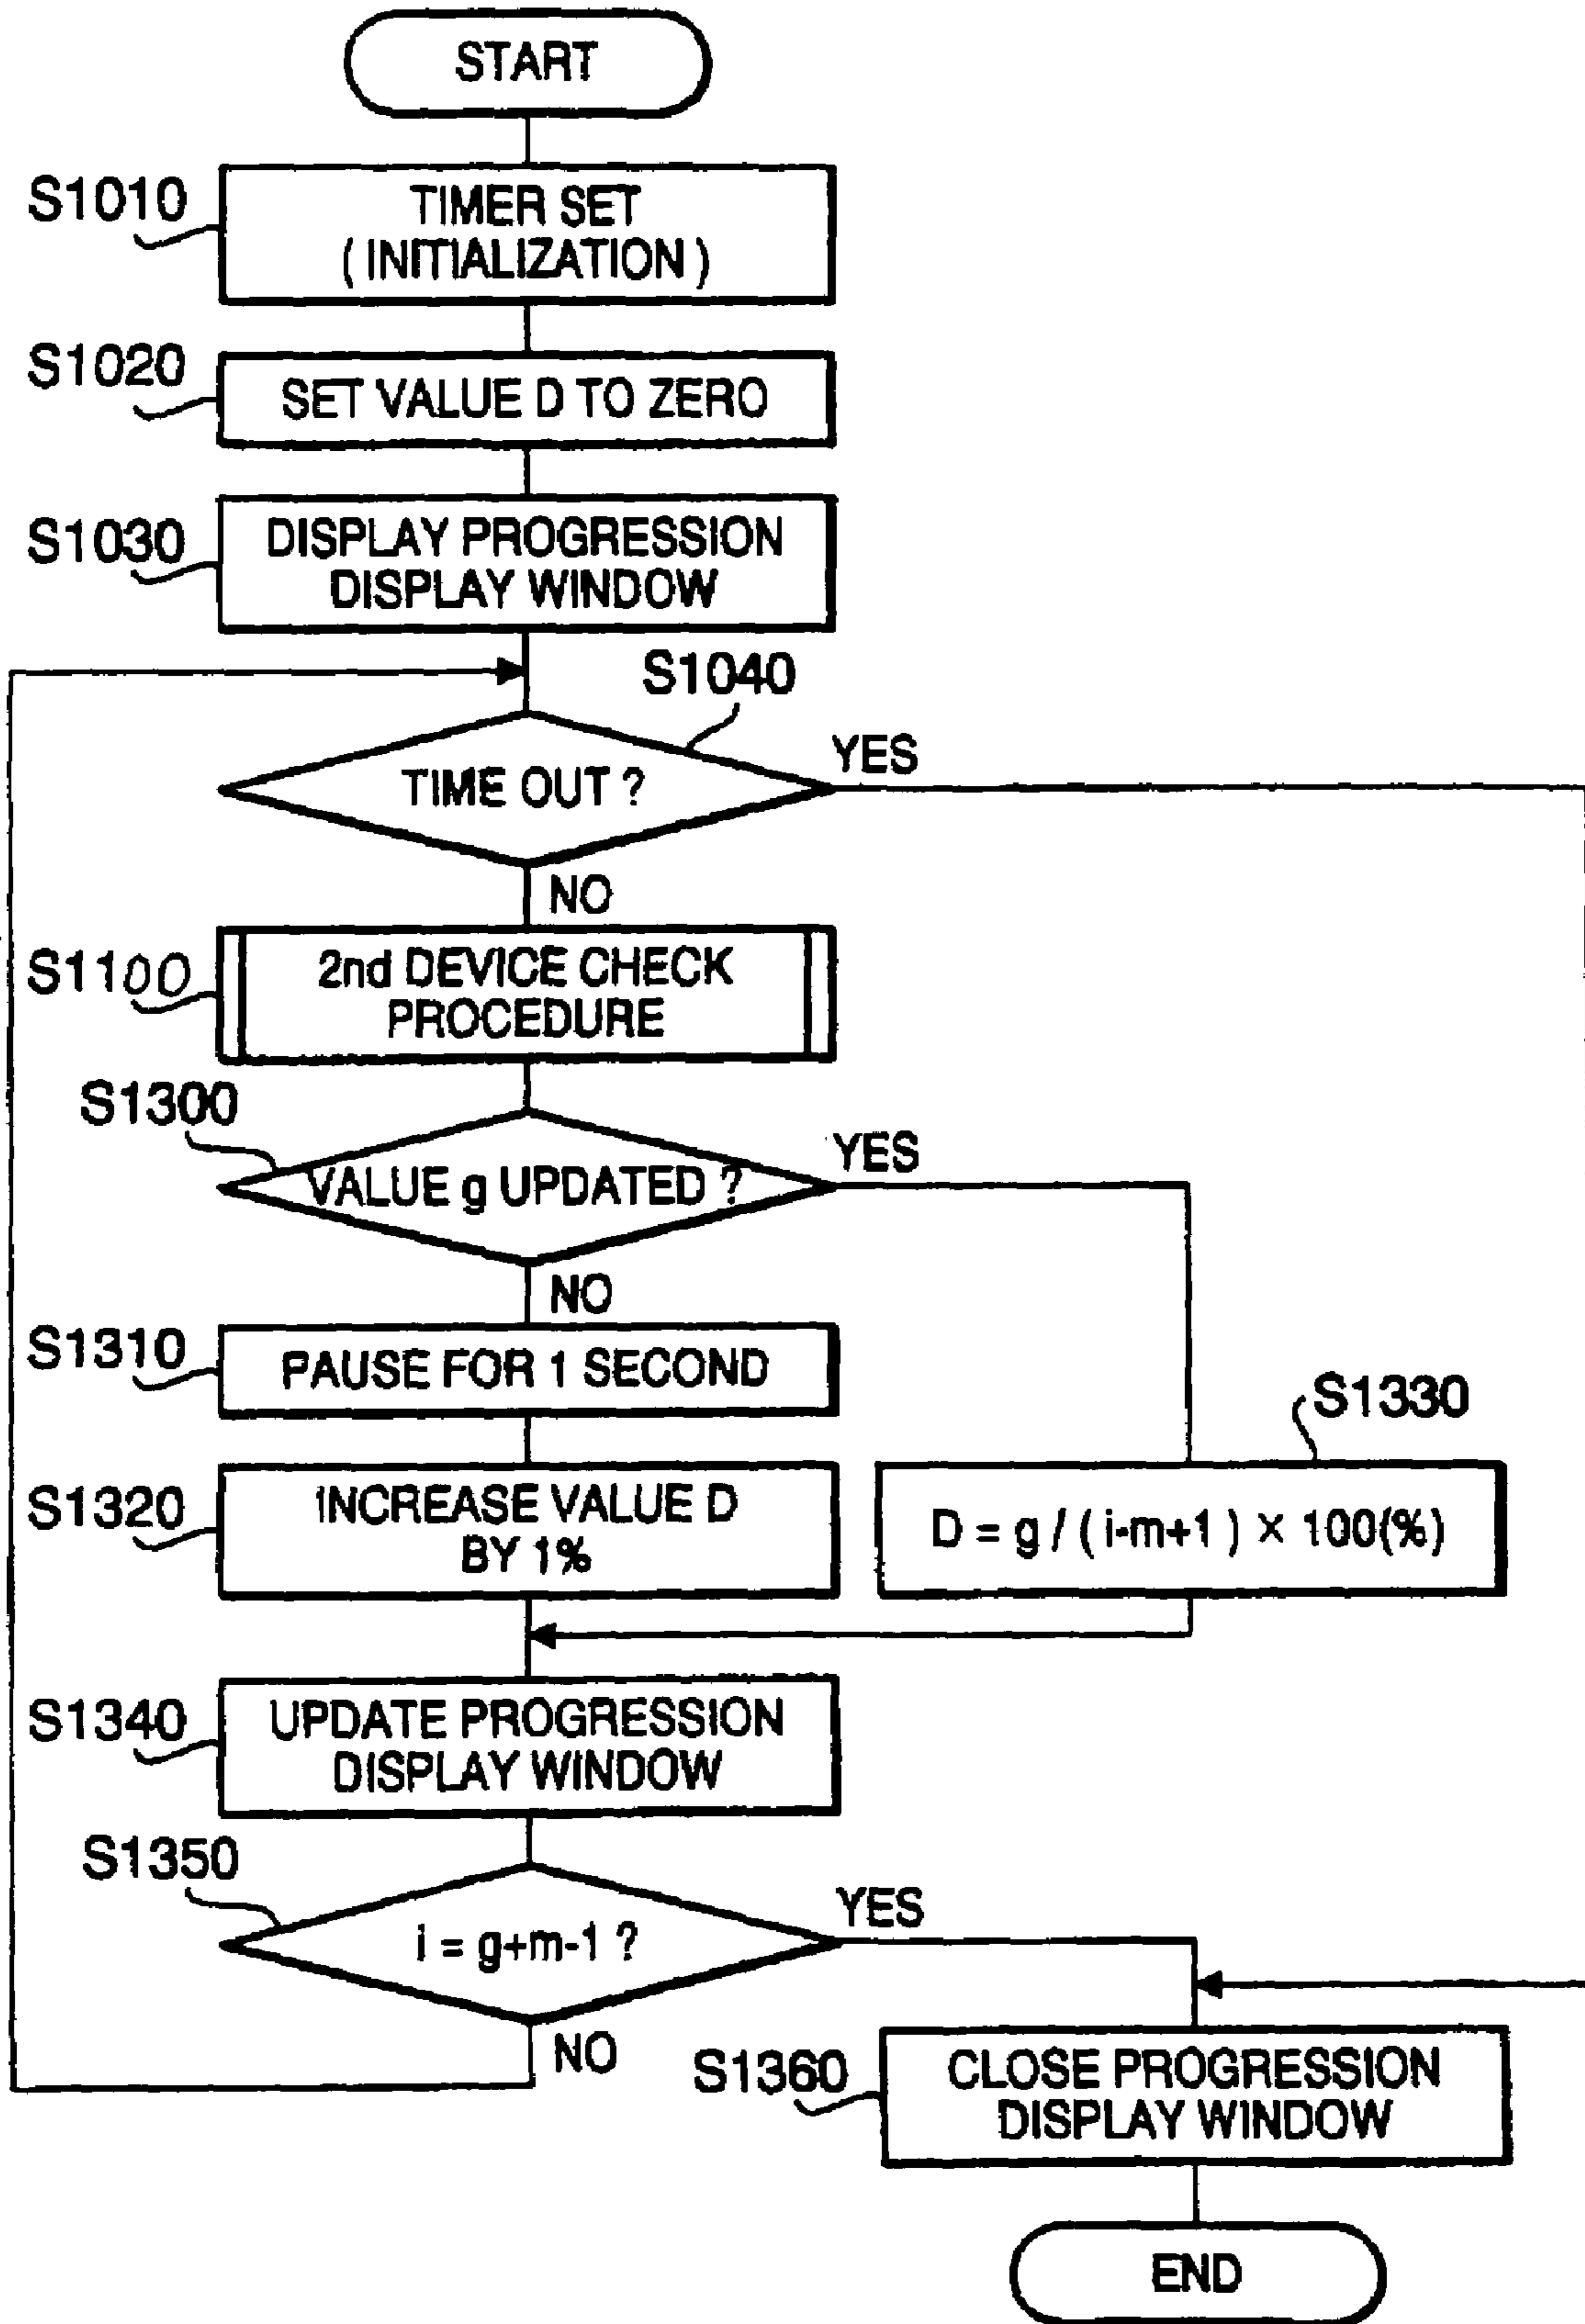 START
S1010
TIMER SET
( INITIALIZATION )
S1020
SET VALUE D TO ZERO
S1030
DISPLAY PROGRESSION
DISPLAY WINDOW
S1040
TIME OUT ?
YES
NO
S1100
2nd DEVICE CHECK
PROCEDURE
S1300
VALUE g UPDATED ?
YES
NO
S1310
PAUSE FOR 1 SECOND
S1320
INCREASE VALUE D
BY 1%
S1330
D = g / ( i-m+1 ) × 100(%)
S1340
UPDATE PROGRESSION
DISPLAY WINDOW
S1350
i = g+m-1 ?
YES
NO
S1360
CLOSE PROGRESSION
DISPLAY WINDOW
END